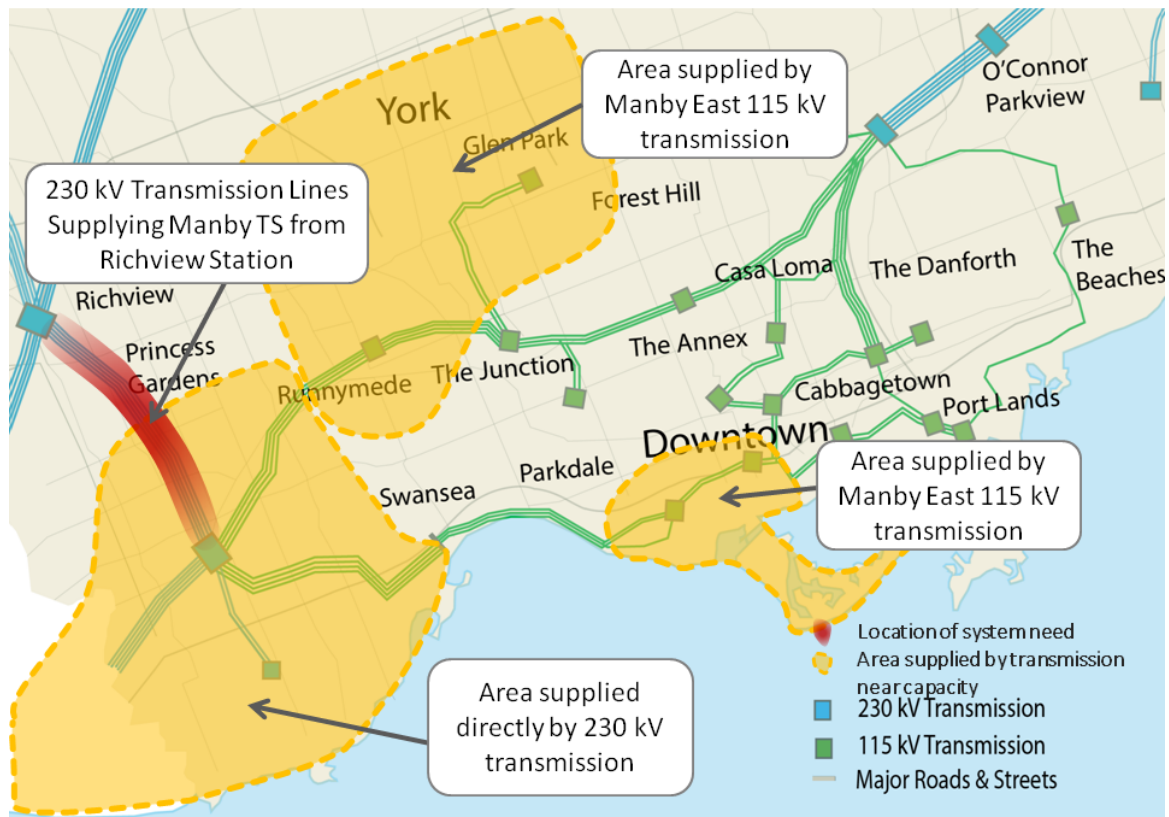 York
Glen Park
Area supplied by
Manby East 115 kV
transmission
O'Connor
Parkview
230 kV Transmission Lines
Supplying Manby TS from
Richview Station
Forest Hill
Richview
Casa Loma
The Danforth
The
Beaches
Princess
Gardens
Runnymede
The Junction
The Annex
Cabbagetown
Port Lands
Downtown
Parkdale
Swansea
Area supplied by
Manby East 115 kV
transmission
Area supplied
directly by 230 kV
transmission
Location of system need
Area supplied by transmission
near capacity
230 kV Transmission
115 kV Transmission
Major Roads & Streets